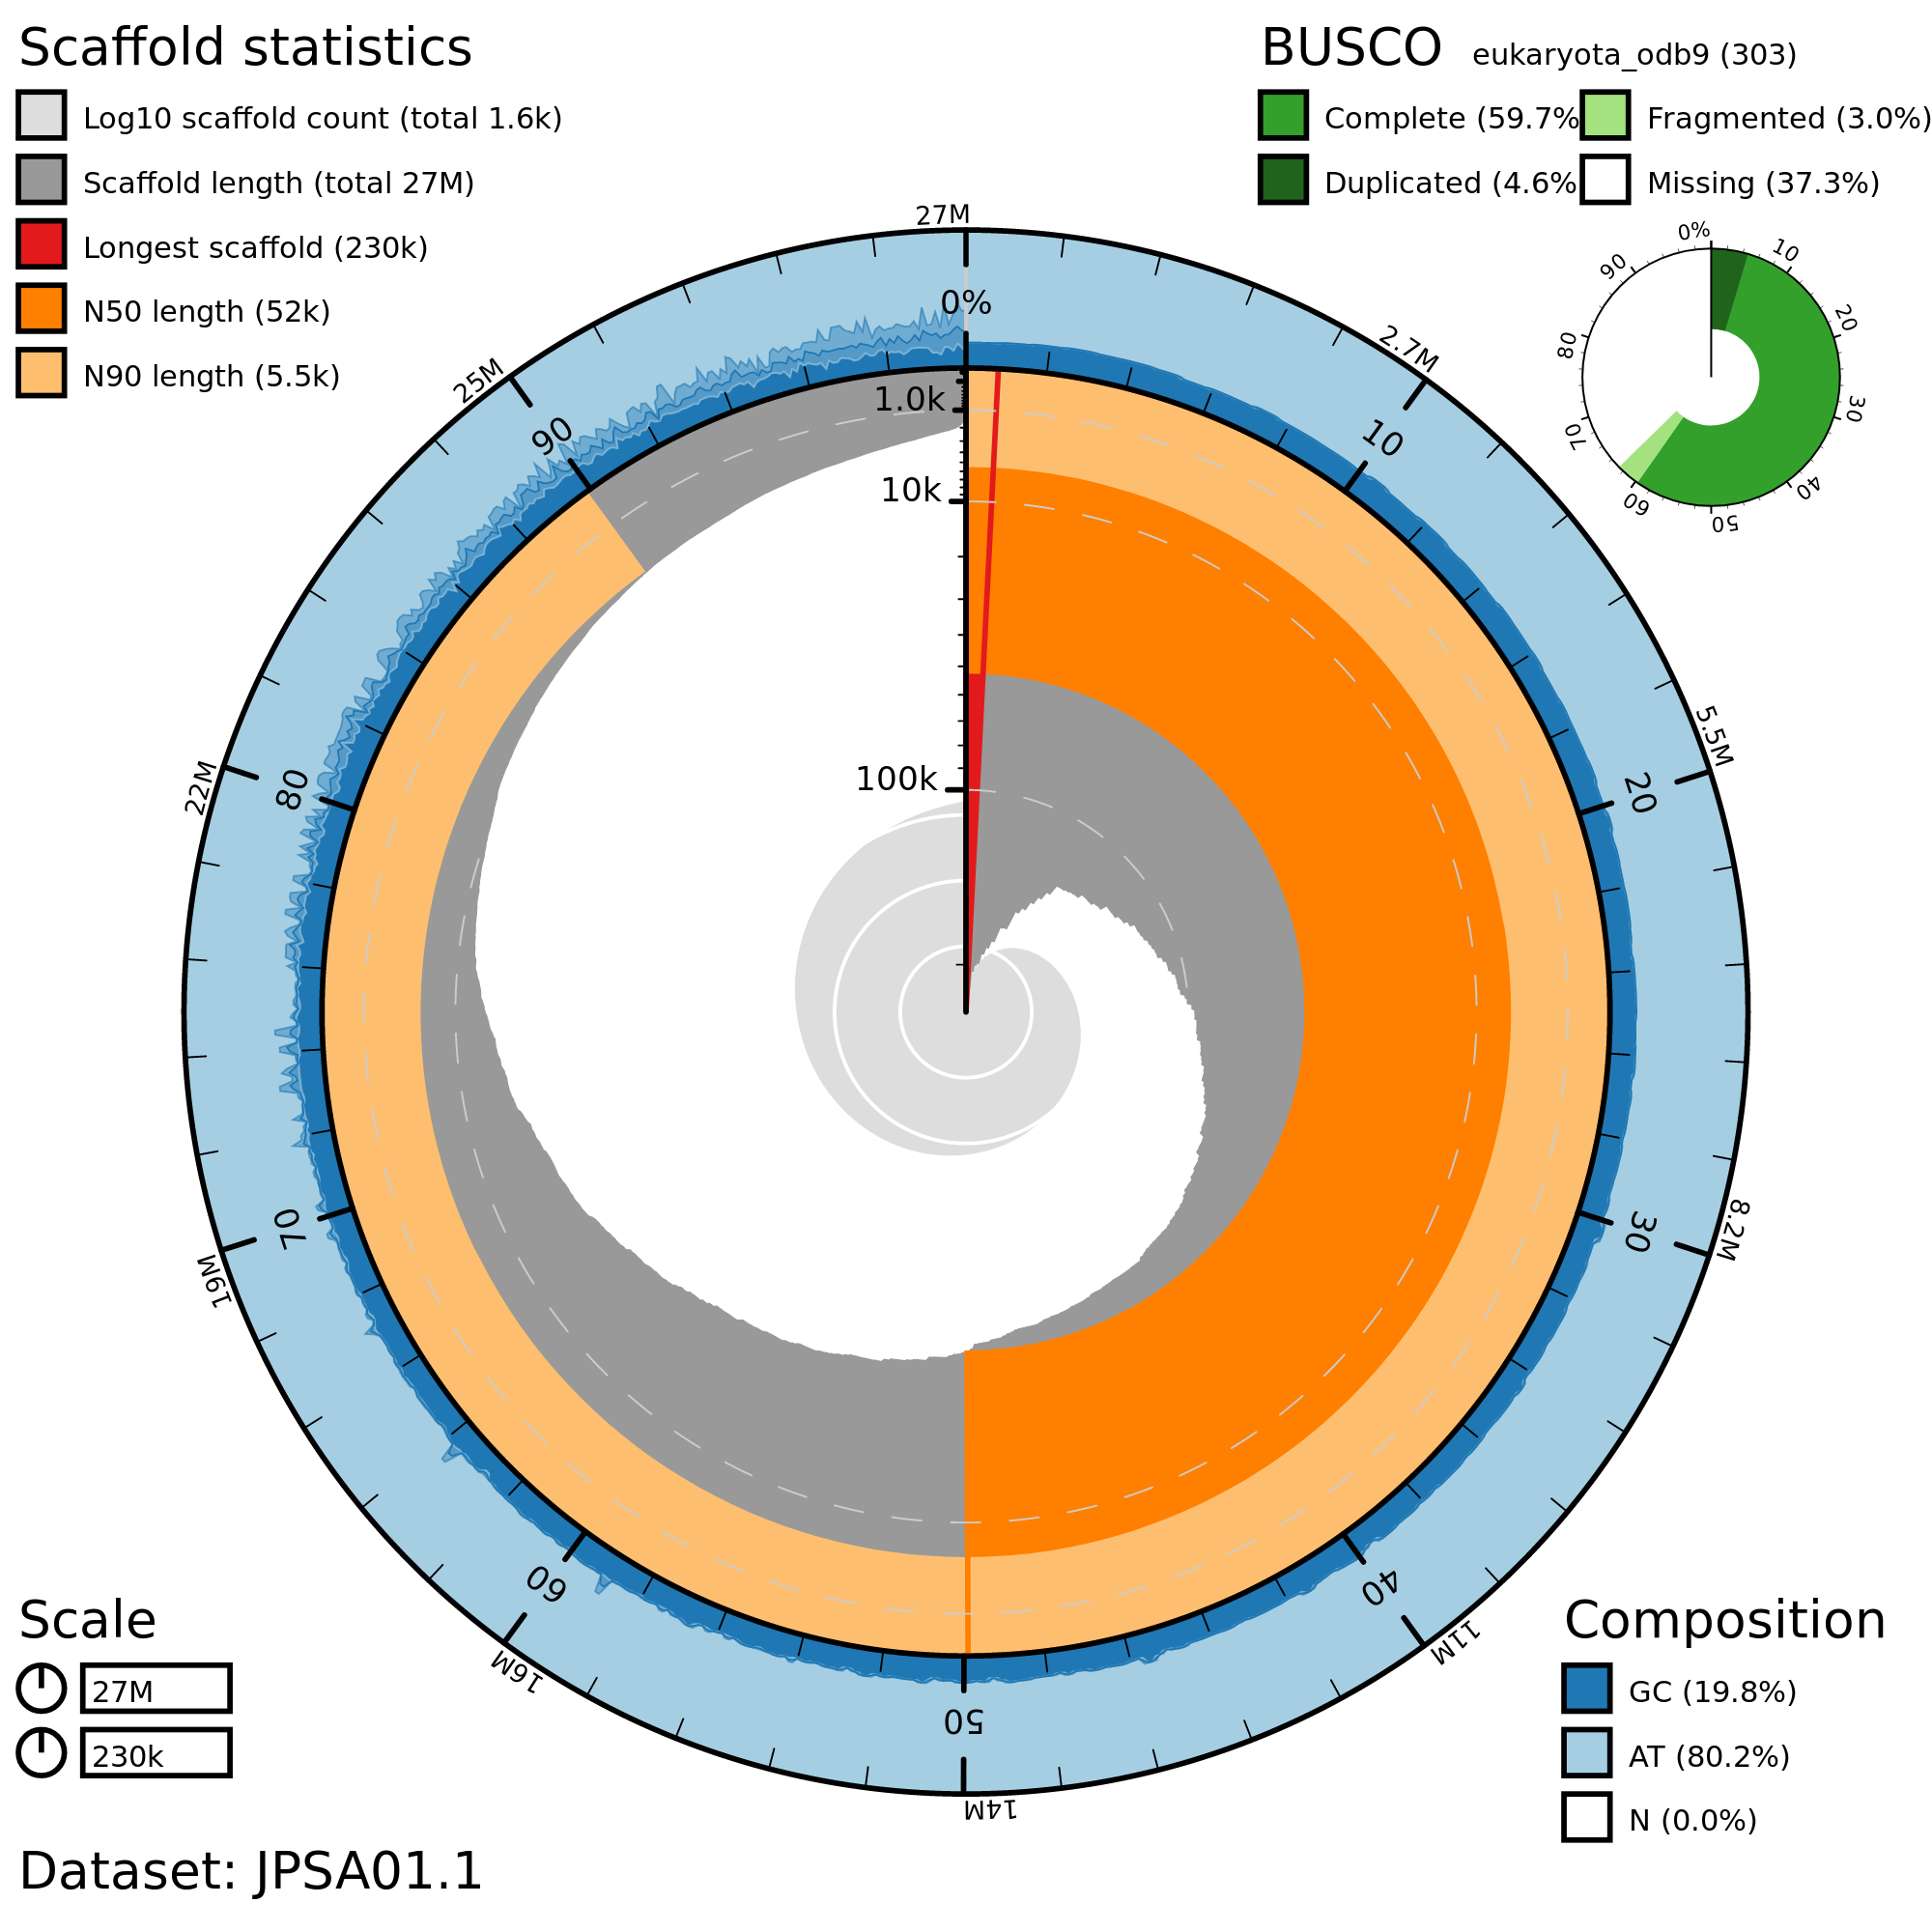 Scaffold statistics
Log10 scaffold count (total 1.6k)
Scaffold length (total 27M)
Longest scaffold (230k)
N50 length (52k)
N90 length (5.5k)
BUSCO eukaryota_odb9 (303)
Complete (59.7% Fragmented (3.0%)
Duplicated (4.6% Missing (37.3%)
0%
10
20
30
40
50
60
70
80
90
27M
2.7M
5.5M
8.2M
11M
14M
16M
19M
22M
25M
0%
10
20
30
40
50
60
70
80
90
1.0k
10k
100k
Scale
27M
230k
Composition
GC (19.8%)
AT (80.2%)
N (0.0%)
Dataset: JPSA01.1